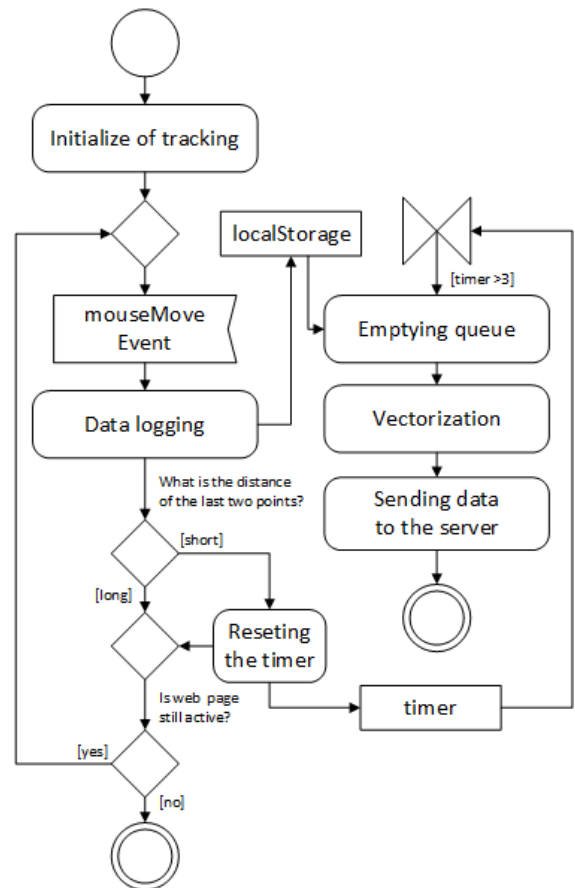 Initialize of tracking
localStorage
[timer >3]
mouseMove
Event
Emptying queue
Data logging
Vectorization
What is the distance
of the last two points?
Sending data
to the server
[short]
[long]
Reseting
the timer
Is web page
still active?
timer
[yes]
[no]